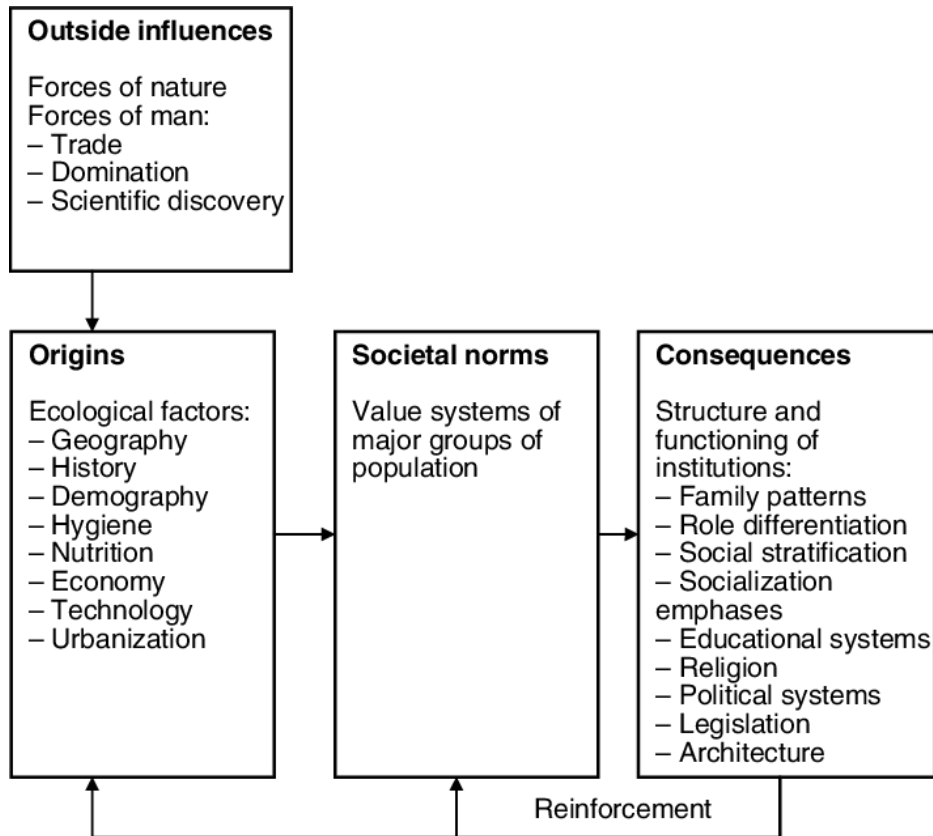 Outside influences
Forces of nature
Forces of man:
– Trade
– Domination
– Scientific discovery
Origins
Ecological factors:
– Geography
– History
– Demography
– Hygiene
– Nutrition
– Economy
– Technology
– Urbanization
Societal norms
Value systems of
major groups of
population
Consequences
Structure and
functioning of
institutions:
– Family patterns
– Role differentiation
– Social stratification
– Socialization
emphases
– Educational systems
– Religion
– Political systems
– Legislation
– Architecture
Reinforcement